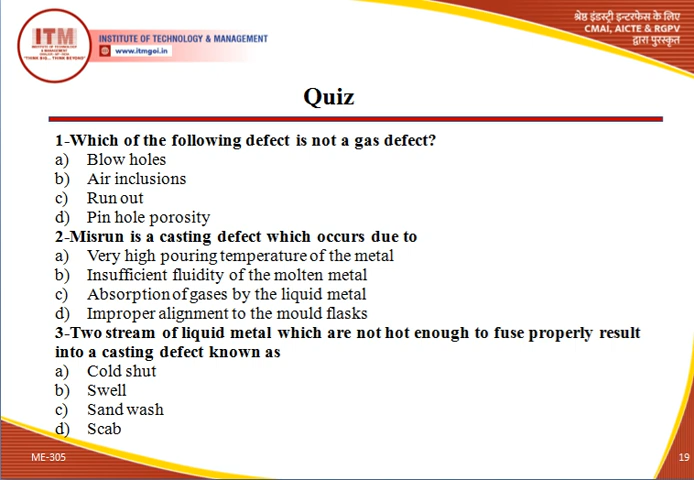 ITM
INSTITUTE OF TECHNOLOGY & MANAGEMENT
www.itmgoi.in
"THINK BIG... THINK BEYOND"
श्रेष्ठ इंडस्ट्री इन्टरफेस के लिए
CMAI, AICTE & RGPV
द्वारा पुरस्कृत
Quiz
1-Which of the following defect is not a gas defect?
a) Blow holes
b) Air inclusions
c) Run out
d) Pin hole porosity
2-Misrun is a casting defect which occurs due to
a) Very high pouring temperature of the metal
b) Insufficient fluidity of the molten metal
c) Absorption of gases by the liquid metal
d) Improper alignment to the mould flasks
3-Two stream of liquid metal which are not hot enough to fuse properly result
into a casting defect known as
a) Cold shut
b) Swell
c) Sand wash
d) Scab
ME-305
19